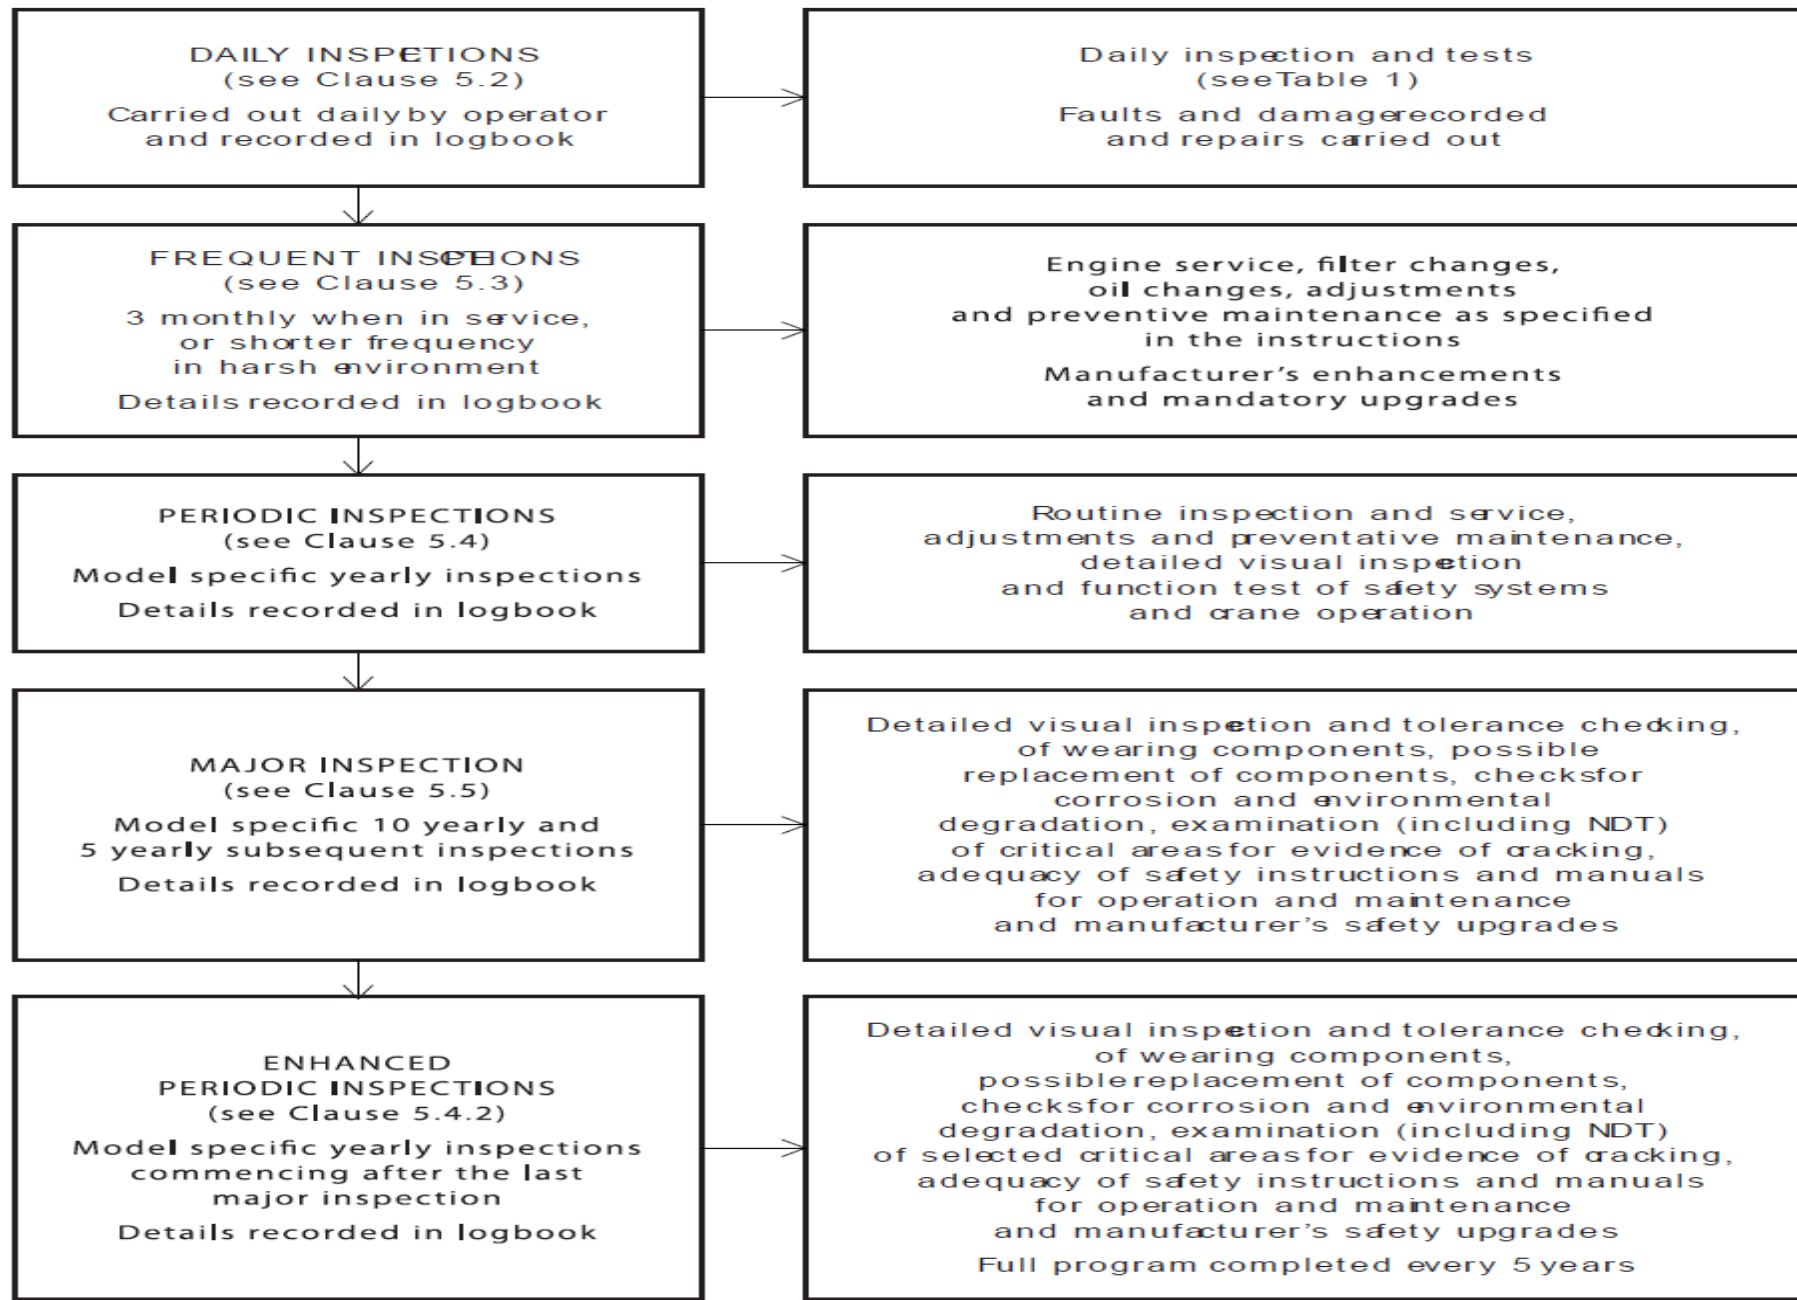 DAILY INSPECTIONS
(see Clause 5.2)
Carried out daily by operator
and recorded in logbook
Daily inspection and tests
(see Table 1)
Faults and damage recorded
and repairs carried out
FREQUENT INSPECTIONS
(see Clause 5.3)
3 monthly when in service,
or shorter frequency
in harsh environment
Details recorded in logbook
Engine service, filter changes,
oil changes, adjustments
and preventive maintenance as specified
in the instructions
Manufacturer's enhancements
and mandatory upgrades
PERIODIC INSPECTIONS
(see Clause 5.4)
Model specific yearly inspections
Details recorded in logbook
Routine inspection and service,
adjustments and preventative maintenance,
detailed visual inspection
and function test of safety systems
and crane operation
MAJOR INSPECTION
(see Clause 5.5)
Model specific 10 yearly and
5 yearly subsequent inspections
Details recorded in logbook
Detailed visual inspection and tolerance checking,
of wearing components, possible
replacement of components, checks for
corrosion and environmental
degradation, examination (including NDT)
of critical areas for evidence of cracking,
adequacy of safety instructions and manuals
for operation and maintenance
and manufacturer's safety upgrades
ENHANCED
PERIODIC INSPECTIONS
(see Clause 5.4.2)
Model specific yearly inspections
commencing after the last
major inspection
Details recorded in logbook
Detailed visual inspection and tolerance checking,
of wearing components,
possible replacement of components,
checks for corrosion and environmental
degradation, examination (including NDT)
of selected critical areas for evidence of cracking,
adequacy of safety instructions and manuals
for operation and maintenance
and manufacturer's safety upgrades
Full program completed every 5 years